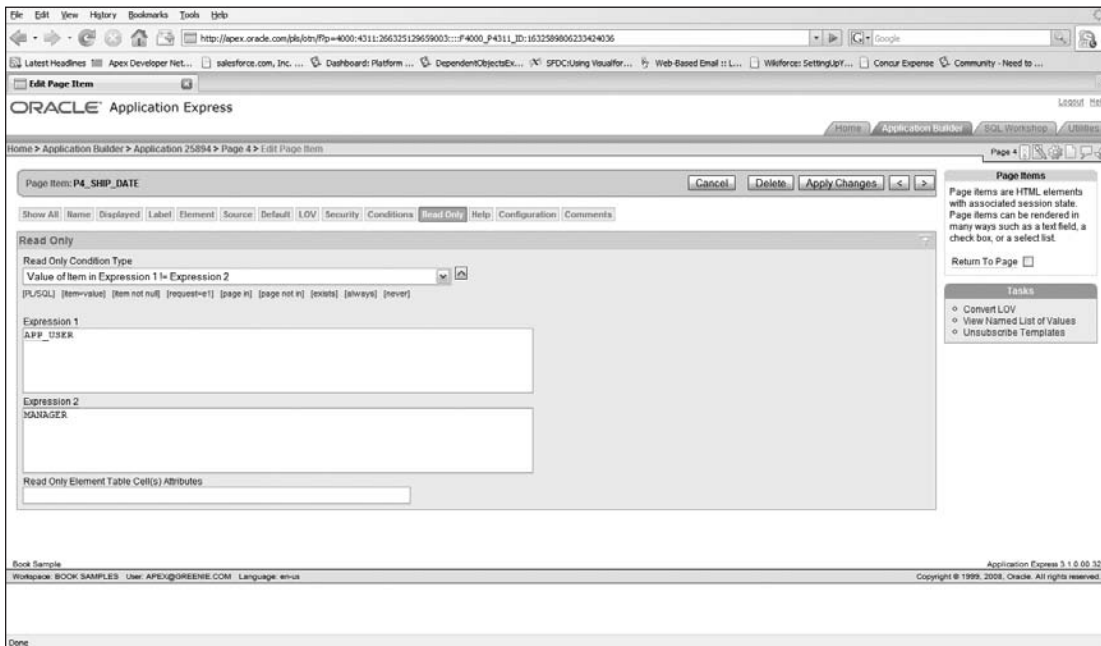 File Edit View History Bookmarks Tools Help
http://apex.oracle.com/pls/otn/f?p=4000:4311:266325129659003::::F4000_P4311_ID:1632589806233424036
Google
Latest Headlines Apex Developer Net... salesforce.com, Inc. ... Dashboard: Platform ... DependentObjectsEx... SFDC:Using Visualfor... Web-Based Email :: L... Wikiforce: SettingUpY... Concur Expense Community - Need to ...
Edit Page Item
ORACLE Application Express
Logout
Home Application Builder SQL Workshop Utilities
Home > Application Builder > Application 25894 > Page 4 > Edit Page Item
Page 4
Page Item: P4_SHIP_DATE
Cancel Delete Apply Changes < >
Show All Name Displayed Label Element Source Default LOV Security Conditions Read Only Help Configuration Comments
Read Only
Read Only Condition Type
Value of Item in Expression 1 != Expression 2
[PL/SQL] [item=value] [item not null] [request=e1] [page in] [page not in] [exists] [always] [never]
Expression 1
APP_USER
Expression 2
MANAGER
Read Only Element Table Cell(s) Attributes
Page Items
Page items are HTML elements
with associated session state.
Page items can be rendered in
many ways such as a text field, a
check box, or a select list.
Return To Page
Tasks
Convert LOV
View Named List of Values
Unsubscribe Templates
Book Sample
Application Express 3.1.0.00.32
Workspace: BOOK SAMPLES User: APEX@GREENIE.COM Language: en-us
Copyright © 1999, 2008, Oracle. All rights reserved.
Done